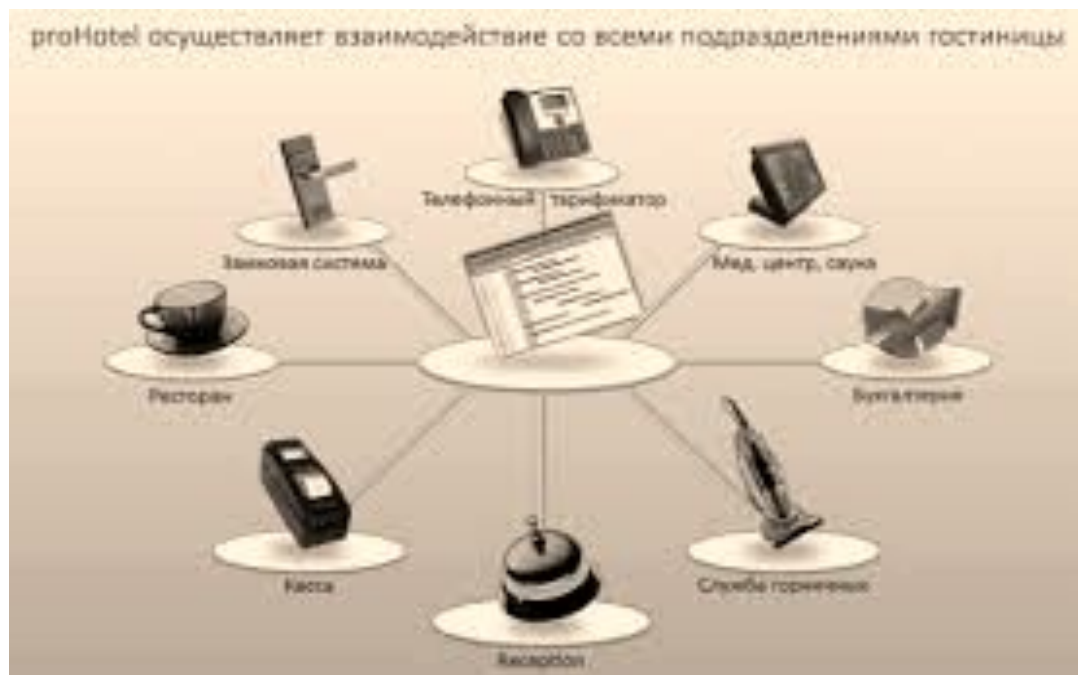 proHotel осуществляет взаимодействие со всеми подразделениями гостиницы
Телефонный тарификатор
Замковая система
Мед. центр, сауна
Ресторан
Бухгалтерия
Касса
Служба горничных
Reception